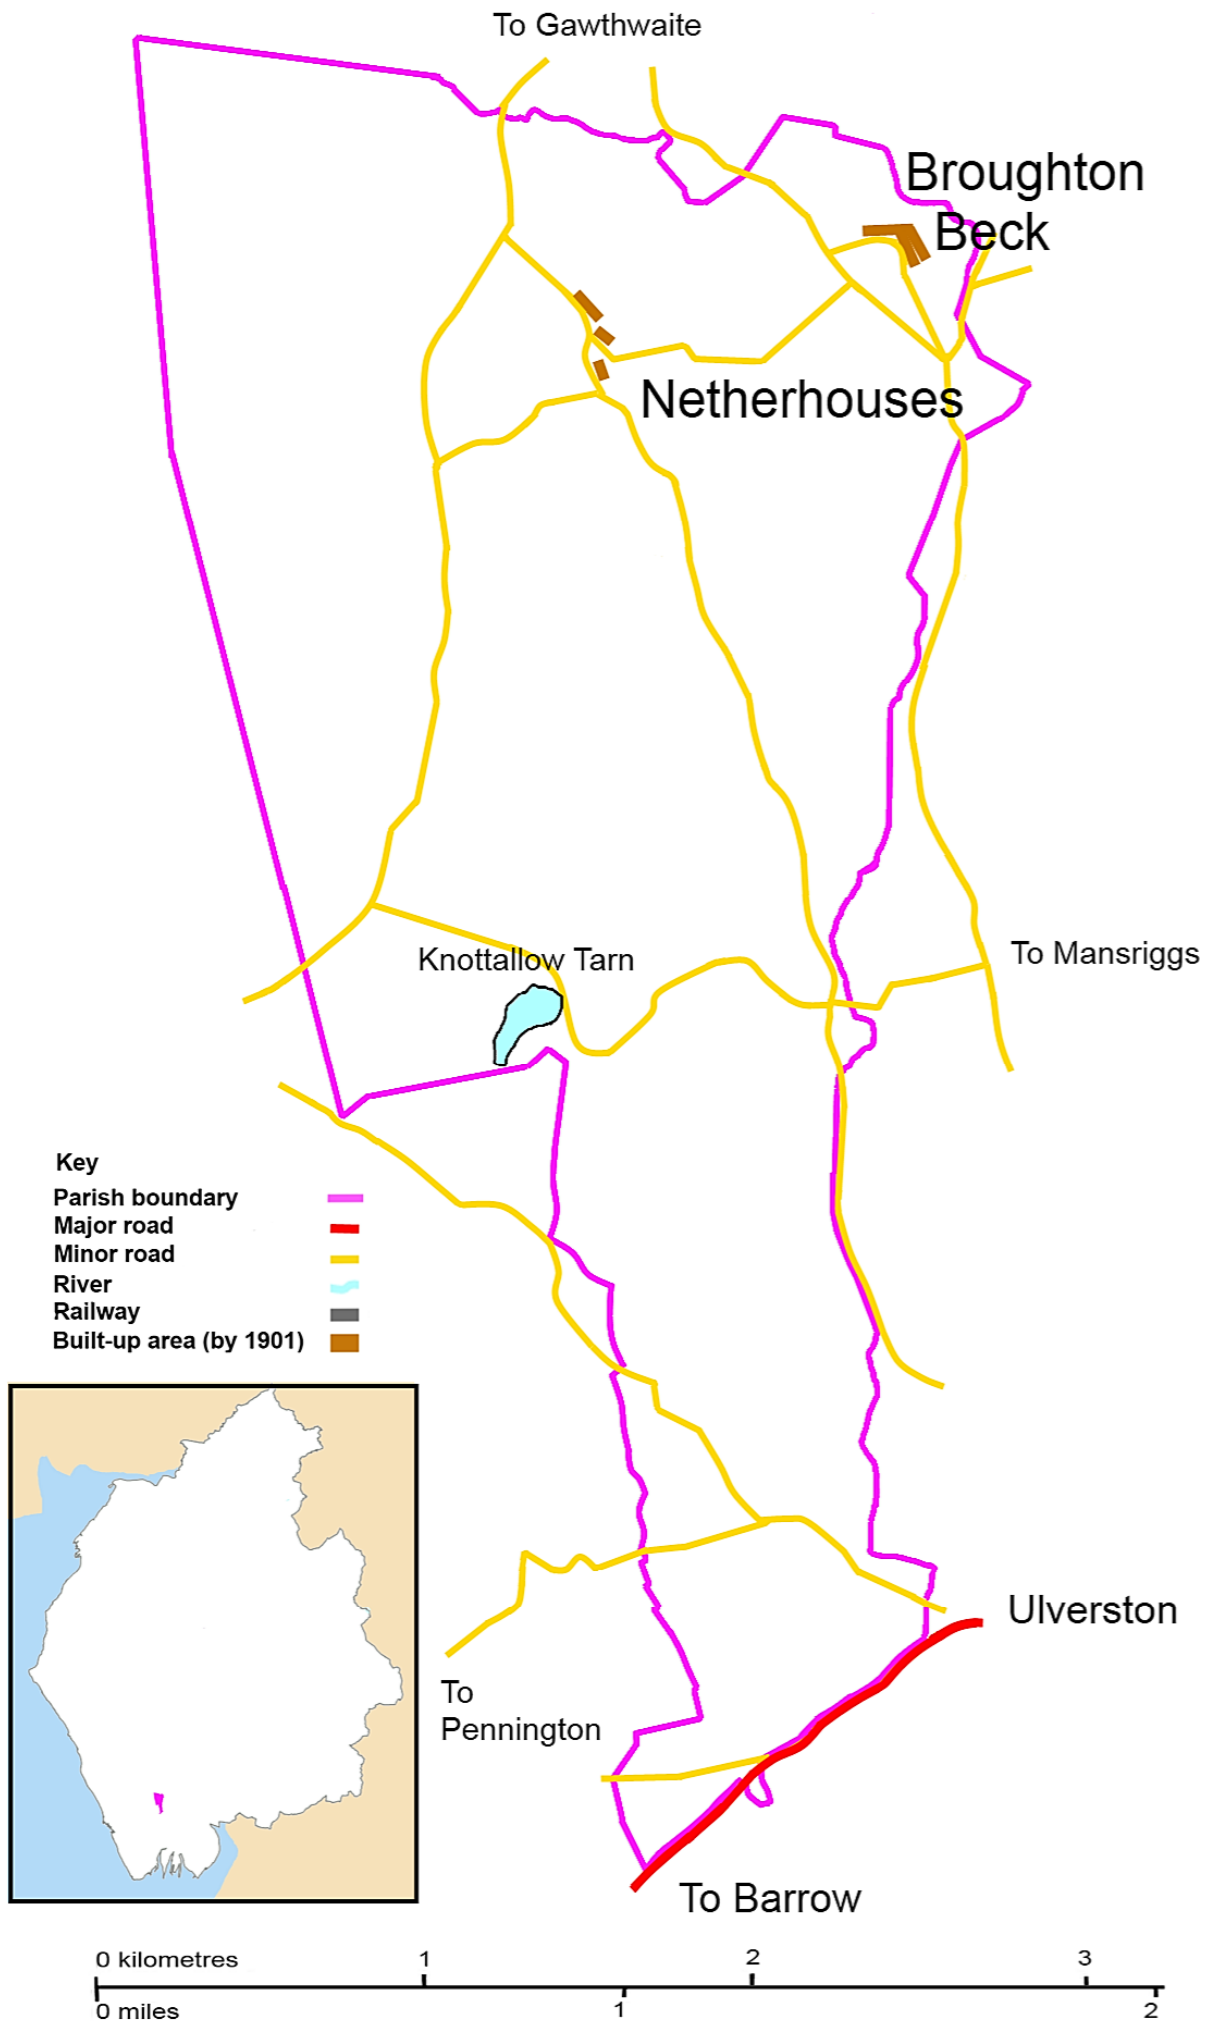 To Gawthwaite
Broughton
Beck
Netherhouses
Knottallow Tarn
To Mansriggs
Key
Parish boundary
Major road
Minor road
River
Railway
Built-up area (by 1901)
Ulverston
To
Pennington
To Barrow
0 kilometres 1 2 3
0 miles 1 2